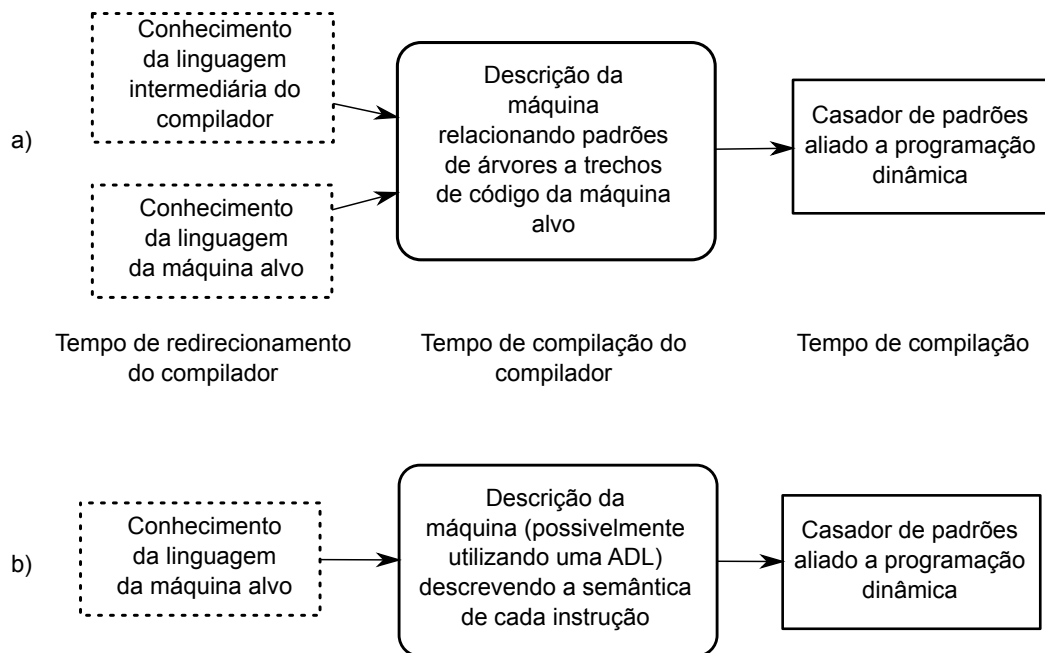 a)
Conhecimento
da linguagem
intermediária do
compilador
Conhecimento
da linguagem
da máquina alvo
Descrição da
máquina
relacionando padrões
de árvores a trechos
de código da máquina
alvo
Casador de padrões
aliado a programação
dinâmica
Tempo de redirecionamento
do compilador
Tempo de compilação do
compilador
Tempo de compilação
b)
Conhecimento
da linguagem
da máquina alvo
Descrição da
máquina (possivelmente
utilizando uma ADL)
descrevendo a semântica
de cada instrução
Casador de padrões
aliado a programação
dinâmica